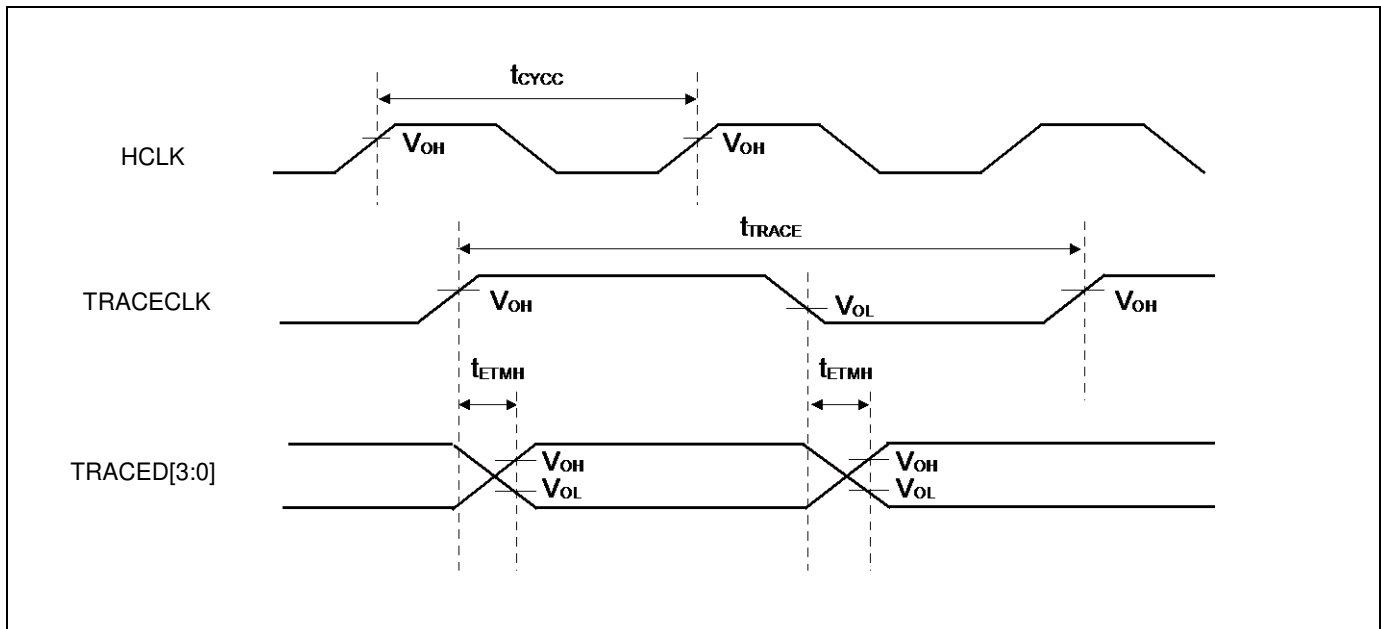 tCYCC
HCLK
VOH
VOH
tTRACE
TRACECLK
VOH
VOL
VOH
tETMH
tETMH
TRACED[3:0]
VOH
VOH
VOL
VOL